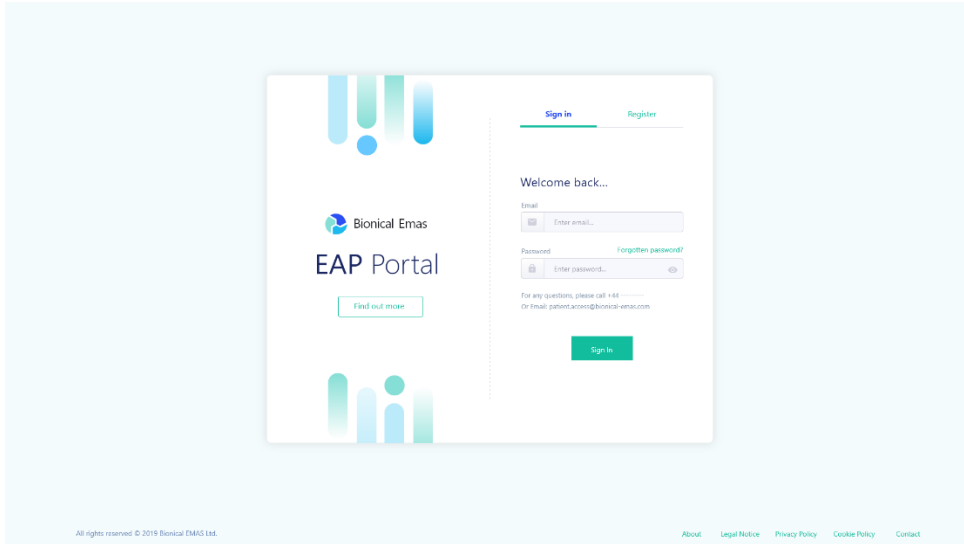 Bionical Emas
EAP Portal
Find out more
Sign in
Register
Welcome back...
Email
Enter email...
Password
Forgotten password?
Enter password...
For any questions, please call +44 ----------
Or Email: patient.access@bionical-emas.com
Sign In
All rights reserved © 2019 Bionical EMAS Ltd.
About
Legal Notice
Privacy Policy
Cookie Policy
Contact